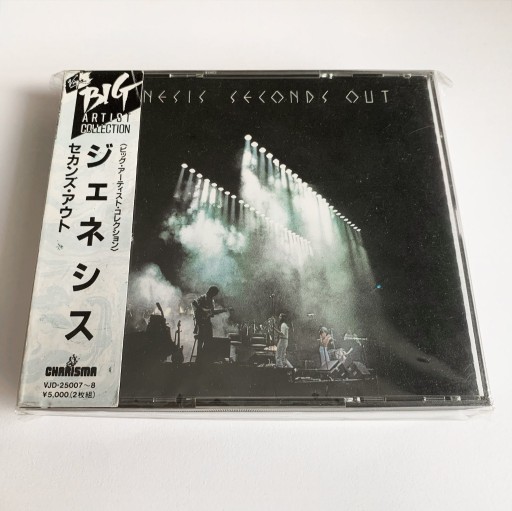 Virgin
BIG
ARTIST
COLLECTION
〈ビッグ・アーティスト・コレクション〉
ジェネシス
セカンズ・アウト
CHARISMA
VJD-25007~8
¥5,000(2枚組)
NESIS SECONDS OUT